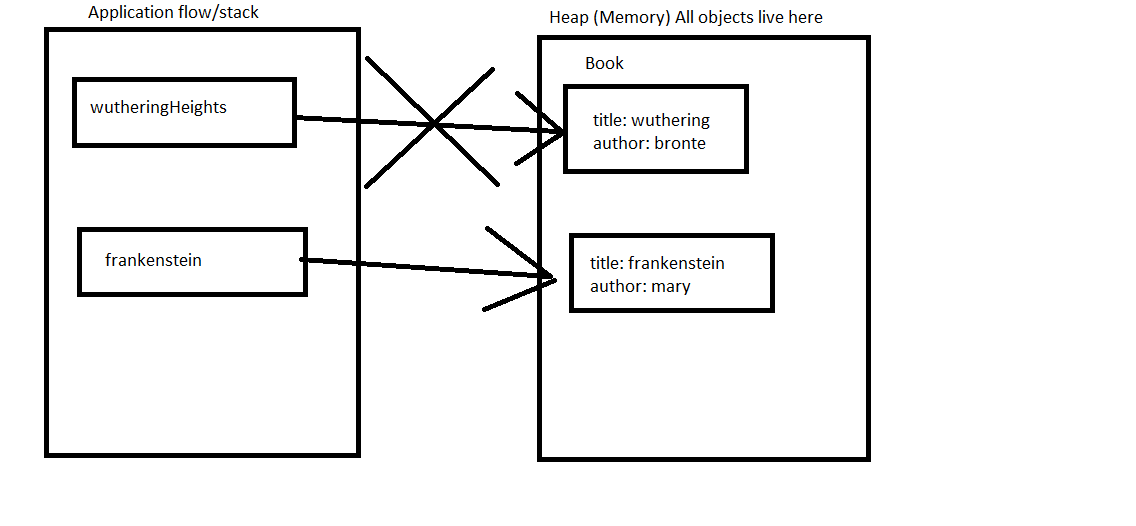 Application flow/stack
Heap (Memory) All objects live here
Book
wutheringHeights
title: wuthering
author: bronte
frankenstein
title: frankenstein
author: mary